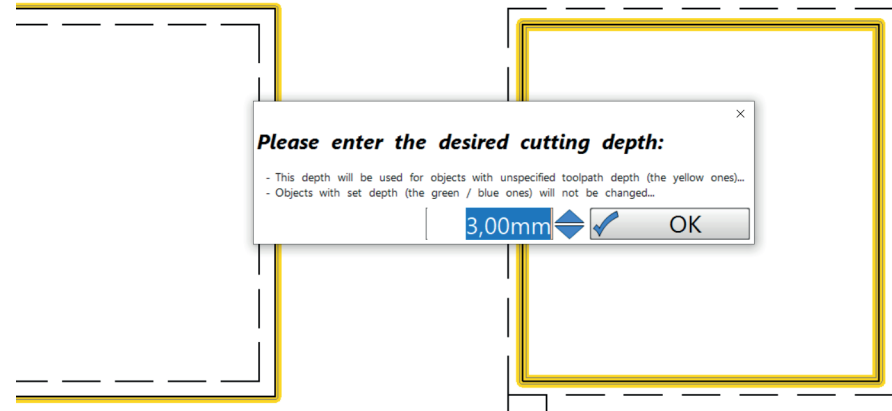 Please enter the desired cutting depth:
- This depth will be used for objects with unspecified toolpath depth (the yellow ones)...
- Objects with set depth (the green / blue ones) will not be changed...
3,00mm OK